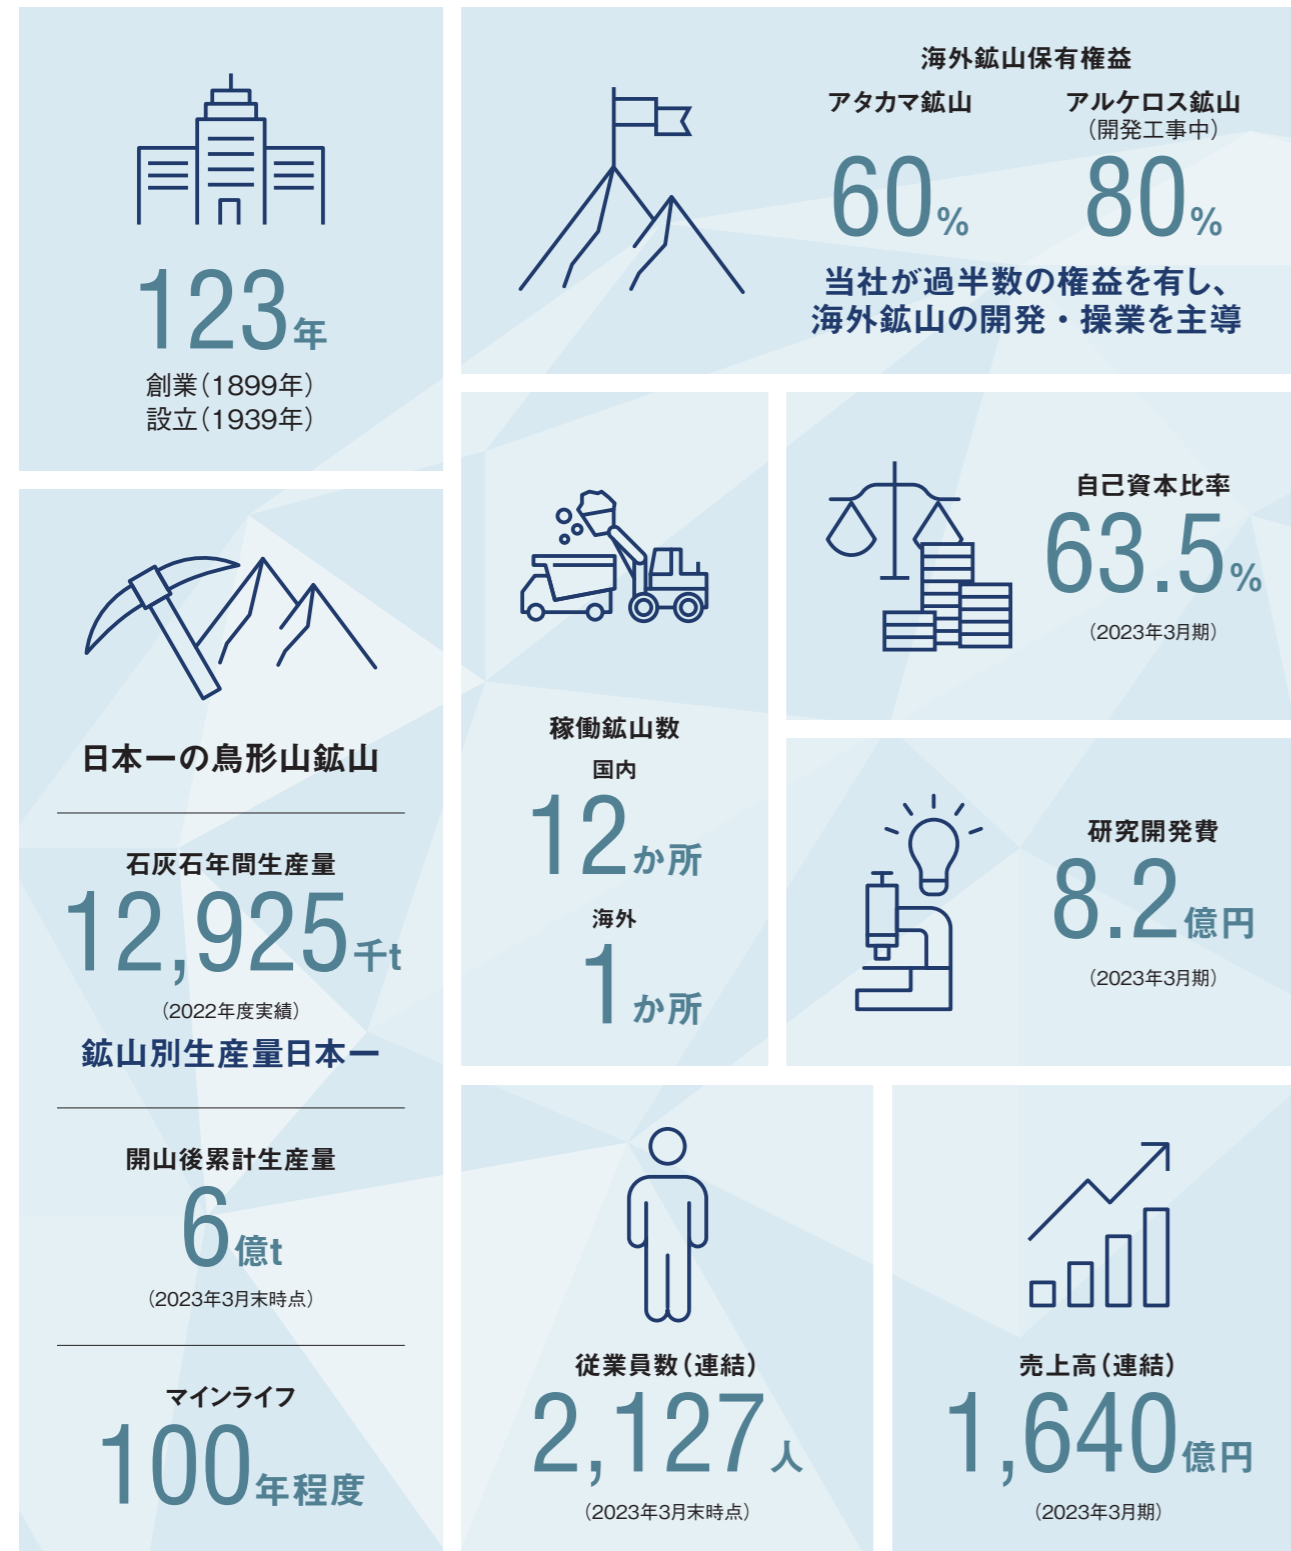 123年
創業(1899年)
設立(1939年)
海外鉱山保有権益
アタカマ鉱山
60%
アルケロス鉱山
(開発工事中)
80%
当社が過半数の権益を有し、
海外鉱山の開発・操業を主導
日本一の鳥形山鉱山
石灰石年間生産量
12,925千t
(2022年度実績)
鉱山別生産量日本一
開山後累計生産量
6億t
(2023年3月末時点)
マインライフ
100年程度
稼働鉱山数
国内
12か所
海外
1か所
自己資本比率
63.5%
(2023年3月期)
研究開発費
8.2億円
(2023年3月期)
従業員数(連結)
2,127人
(2023年3月末時点)
売上高(連結)
1,640億円
(2023年3月期)